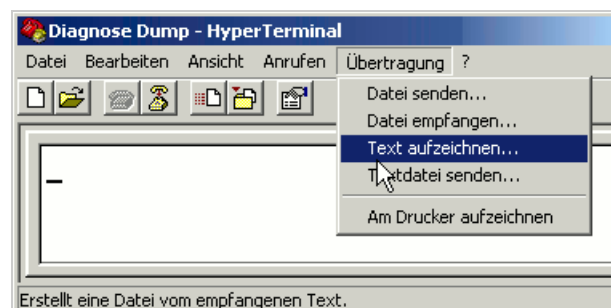 Diagnose Dump - HyperTerminal
Datei Bearbeiten Ansicht Anrufen Übertragung ?
Datei senden...
Datei empfangen...
Text aufzeichnen...
Textdatei senden...
Am Drucker aufzeichnen
Erstellt eine Datei vom empfangenen Text.